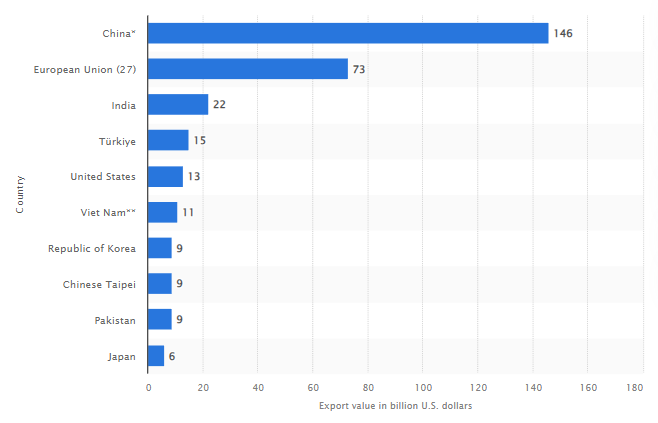 China*
146
European Union (27)
73
India
22
Türkiye
15
United States
13
Viet Nam**
11
Republic of Korea
9
Chinese Taipei
9
Pakistan
9
Japan
6
Country
0 20 40 60 80 100 120 140 160 180
Export value in billion U.S. dollars